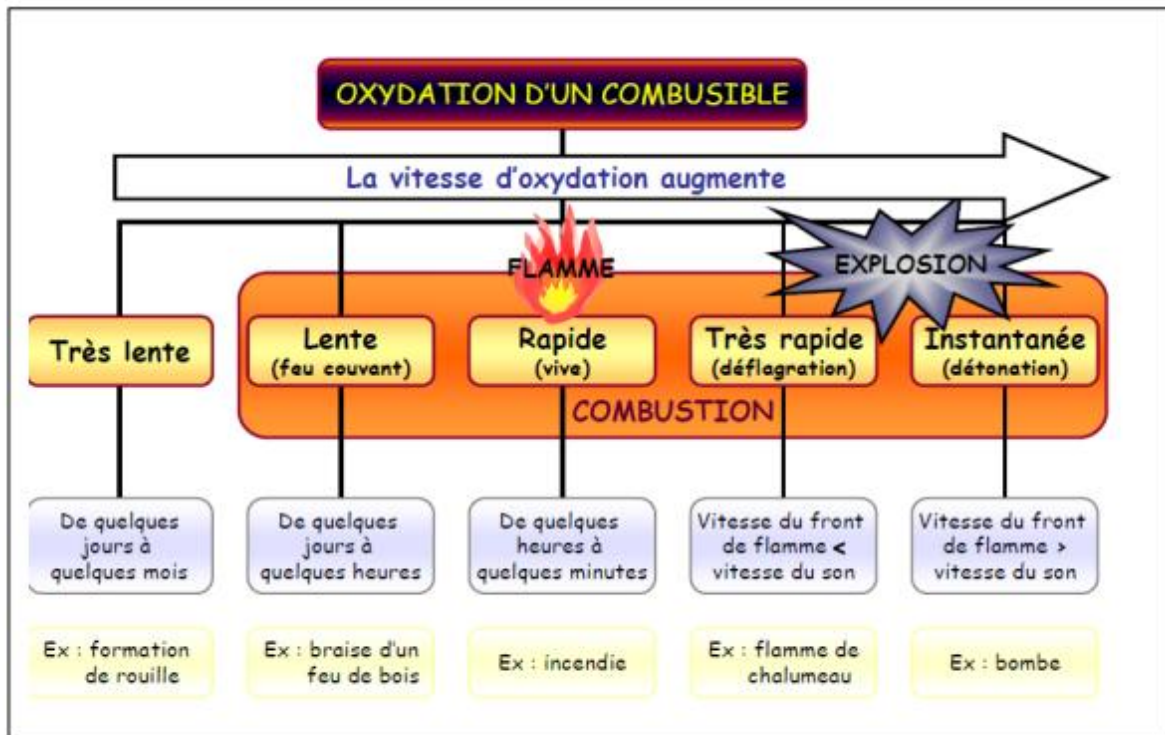 OXYDATION D'UN COMBUSIBLE
La vitesse d'oxydation augmente
FLAMME
EXPLOSION
Très lente
Lente
(feu couvant)
Rapide
(vive)
Très rapide
(déflagration)
Instantanée
(détonation)
COMBUSTION
De quelques
jours à
quelques mois
De quelques
jours à
quelques heures
De quelques
heures à
quelques minutes
Vitesse du front
de flamme <
vitesse du son
Vitesse du front
de flamme >
vitesse du son
Ex : formation
de rouille
Ex : braise d'un
feu de bois
Ex : incendie
Ex : flamme de
chalumeau
Ex : bombe